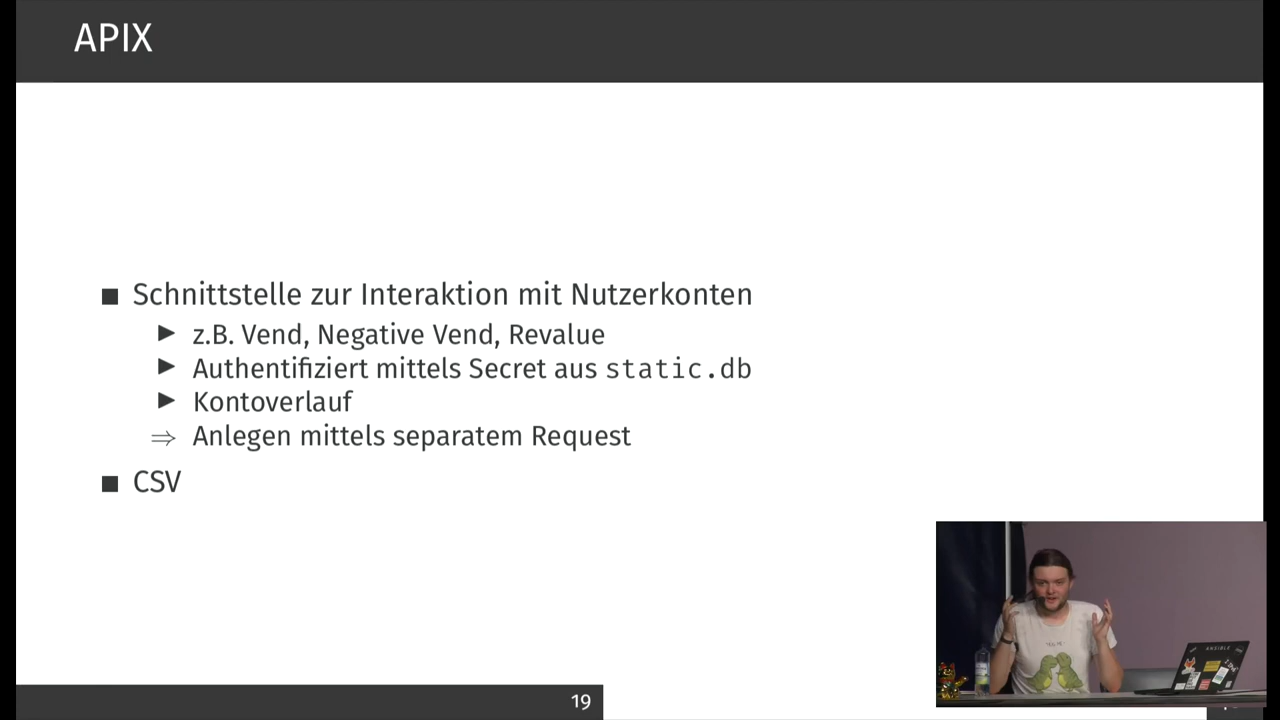 APIX
■ Schnittstelle zur Interaktion mit Nutzerkonten
▶ z.B. Vend, Negative Vend, Revalue
▶ Authentifiziert mittels Secret aus static.db
▶ Kontoverlauf
⇒ Anlegen mittels separatem Request
■ CSV
ANSIBLE
19